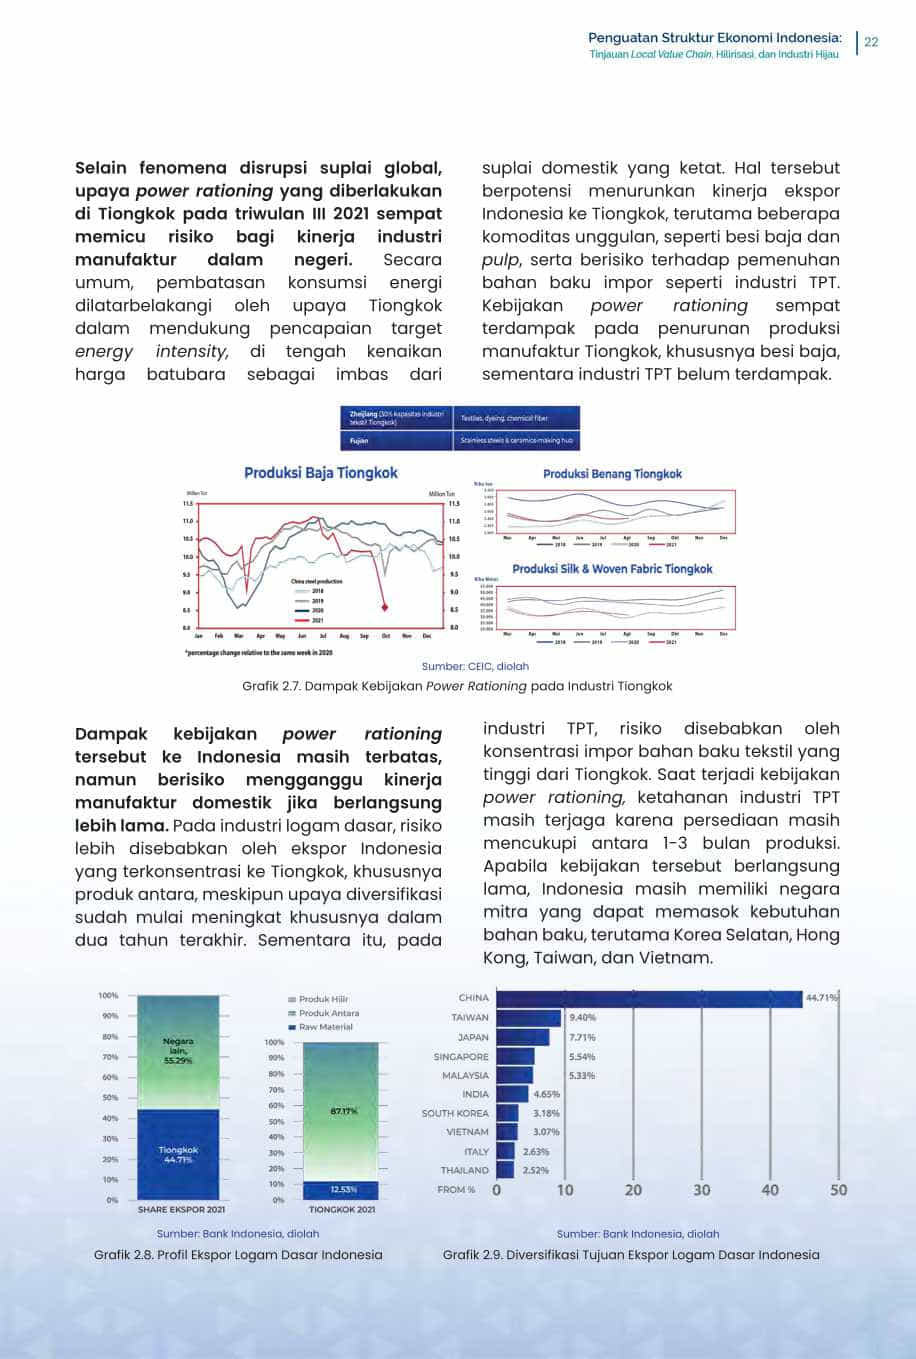 Penguatan Struktur Ekonomi Indonesia:
Tinjauan Local Value Chain, Hilirisasi, dan Industri Hijau
22
Selain fenomena disrupsi suplai global,
upaya power rationing yang diberlakukan
di Tiongkok pada triwulan III 2021 sempat
memicu risiko bagi kinerja industri
manufaktur dalam negeri. Secara
umum, pembatasan konsumsi energi
dilatarbelakangi oleh upaya Tiongkok
dalam mendukung pencapaian target
energy intensity, di tengah kenaikan
harga batubara sebagai imbas dari
suplai domestik yang ketat. Hal tersebut
berpotensi menurunkan kinerja ekspor
Indonesia ke Tiongkok, terutama beberapa
komoditas unggulan, seperti besi baja dan
pulp, serta berisiko terhadap pemenuhan
bahan baku impor seperti industri TPT.
Kebijakan power rationing sempat
terdampak pada penurunan produksi
manufaktur Tiongkok, khususnya besi baja,
sementara industri TPT belum terdampak.
Zheijiang (30% kapasitas industri
tekstil Tiongkok)
Textiles, dyeing, chemical fiber
Fujian
Stainless steels & ceramics-making hub
Produksi Baja Tiongkok
Million Ton
Million Ton
11.5
11.0
10.5
10.0
9.5
9.0
8.5
8.0
11.5
11.0
10.5
10.0
9.5
9.0
8.5
8.0
China steel production
2018
2019
2020
2021
Jan Feb Mar Apr May Jun Jul Aug Sep Oct Nov Dec
*percentage change relative to the same week in 2020
Produksi Benang Tiongkok
Ribu ton
Mar Apr Mei Jun Jul Agt Sep Okt Nov Des
2018 2019 2020 2021
Produksi Silk & Woven Fabric Tiongkok
Ribu Meter
Mar Apr Mei Jun Jul Agt Sep Okt Nov Des
2018 2019 2020 2021
Sumber: CEIC, diolah
Grafik 2.7. Dampak Kebijakan Power Rationing pada Industri Tiongkok
Dampak kebijakan power rationing
tersebut ke Indonesia masih terbatas,
namun berisiko mengganggu kinerja
manufaktur domestik jika berlangsung
lebih lama. Pada industri logam dasar, risiko
lebih disebabkan oleh ekspor Indonesia
yang terkonsentrasi ke Tiongkok, khususnya
produk antara, meskipun upaya diversifikasi
sudah mulai meningkat khususnya dalam
dua tahun terakhir. Sementara itu, pada
industri TPT, risiko disebabkan oleh
konsentrasi impor bahan baku tekstil yang
tinggi dari Tiongkok. Saat terjadi kebijakan
power rationing, ketahanan industri TPT
masih terjaga karena persediaan masih
mencukupi antara 1-3 bulan produksi.
Apabila kebijakan tersebut berlangsung
lama, Indonesia masih memiliki negara
mitra yang dapat memasok kebutuhan
bahan baku, terutama Korea Selatan, Hong
Kong, Taiwan, dan Vietnam.
100%
90%
80%
70%
60%
50%
40%
30%
20%
10%
0%
Negara
lain,
55.29%
Tiongkok
44.71%
SHARE EKSPOR 2021
Produk Hilir
Produk Antara
Raw Material
100%
90%
80%
70%
60%
50%
40%
30%
20%
10%
0%
87.17%
12.53%
TIONGKOK 2021
Sumber: Bank Indonesia, diolah
Grafik 2.8. Profil Ekspor Logam Dasar Indonesia
CHINA 44.71%
TAIWAN 9.40%
JAPAN 7.71%
SINGAPORE 5.54%
MALAYSIA 5.33%
INDIA 4.65%
SOUTH KOREA 3.18%
VIETNAM 3.07%
ITALY 2.63%
THAILAND 2.52%
FROM % 0 10 20 30 40 50
Sumber: Bank Indonesia, diolah
Grafik 2.9. Diversifikasi Tujuan Ekspor Logam Dasar Indonesia